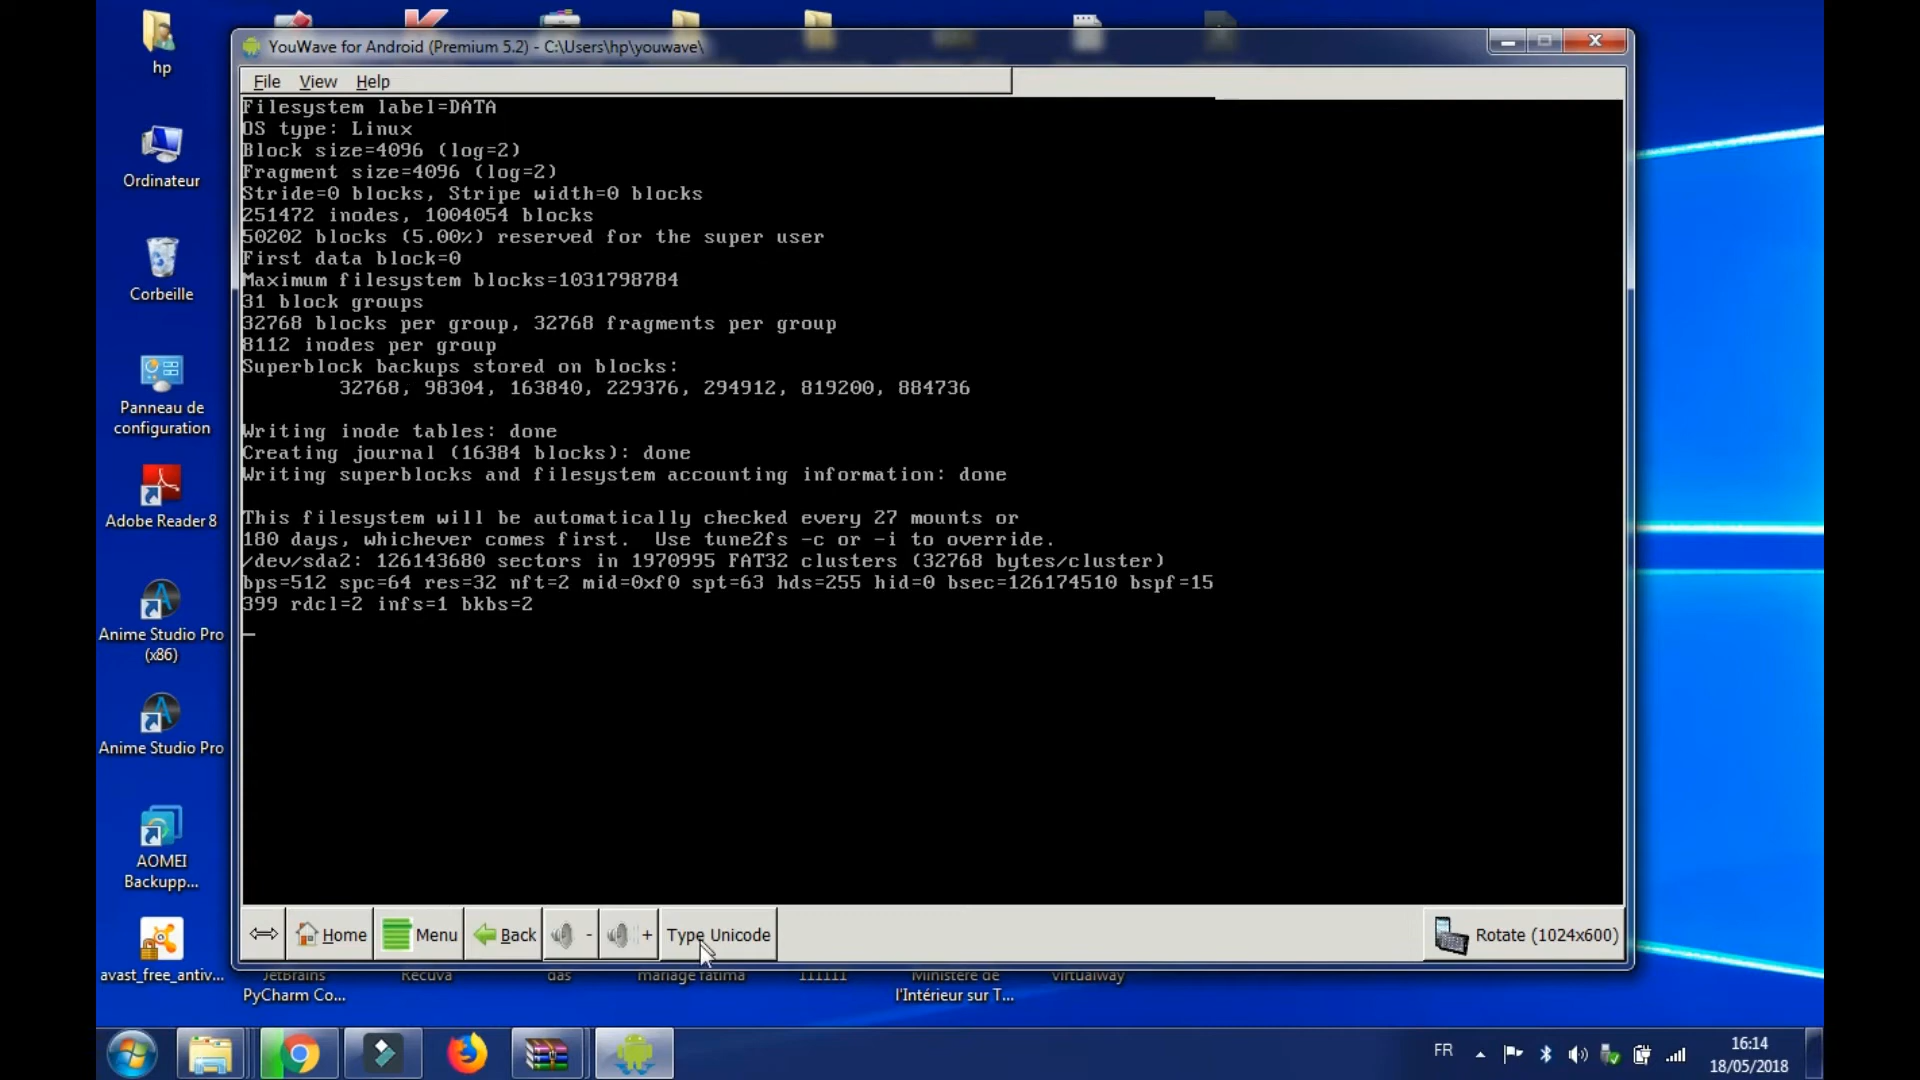 YouWave for Android (Premium 5.2) - C:\Users\hp\youwave\
File View Help
Filesystem label=DATA
OS type: Linux
Block size=4096 (log=2)
Fragment size=4096 (log=2)
Stride=0 blocks, Stripe width=0 blocks
251472 inodes, 1004054 blocks
50202 blocks (5.00%) reserved for the super user
First data block=0
Maximum filesystem blocks=1031798784
31 block groups
32768 blocks per group, 32768 fragments per group
8112 inodes per group
Superblock backups stored on blocks:
32768, 98304, 163840, 229376, 294912, 819200, 884736
Writing inode tables: done
Creating journal (16384 blocks): done
Writing superblocks and filesystem accounting information: done
This filesystem will be automatically checked every 27 mounts or
180 days, whichever comes first.  Use tune2fs -c or -i to override.
/dev/sda2: 126143680 sectors in 1970995 FAT32 clusters (32768 bytes/cluster)
bps=512 spc=64 res=32 nft=2 mid=0xf0 spt=63 hds=255 hid=0 bsec=126174510 bspf=15
399 rdcl=2 infs=1 bkbs=2
Home Menu Back - + Type Unicode Rotate (1024x600)
hp
Ordinateur
Corbeille
Panneau de
configuration
Adobe Reader 8
Anime Studio Pro
(x86)
Anime Studio Pro
AOMEI
Backupp...
avast_free_antiv...
JetBrains
PyCharm Co...
Recuva
das
mariage fatima
111111
Ministère de
l'Intérieur sur T...
virtualway
FR
16:14
18/05/2018